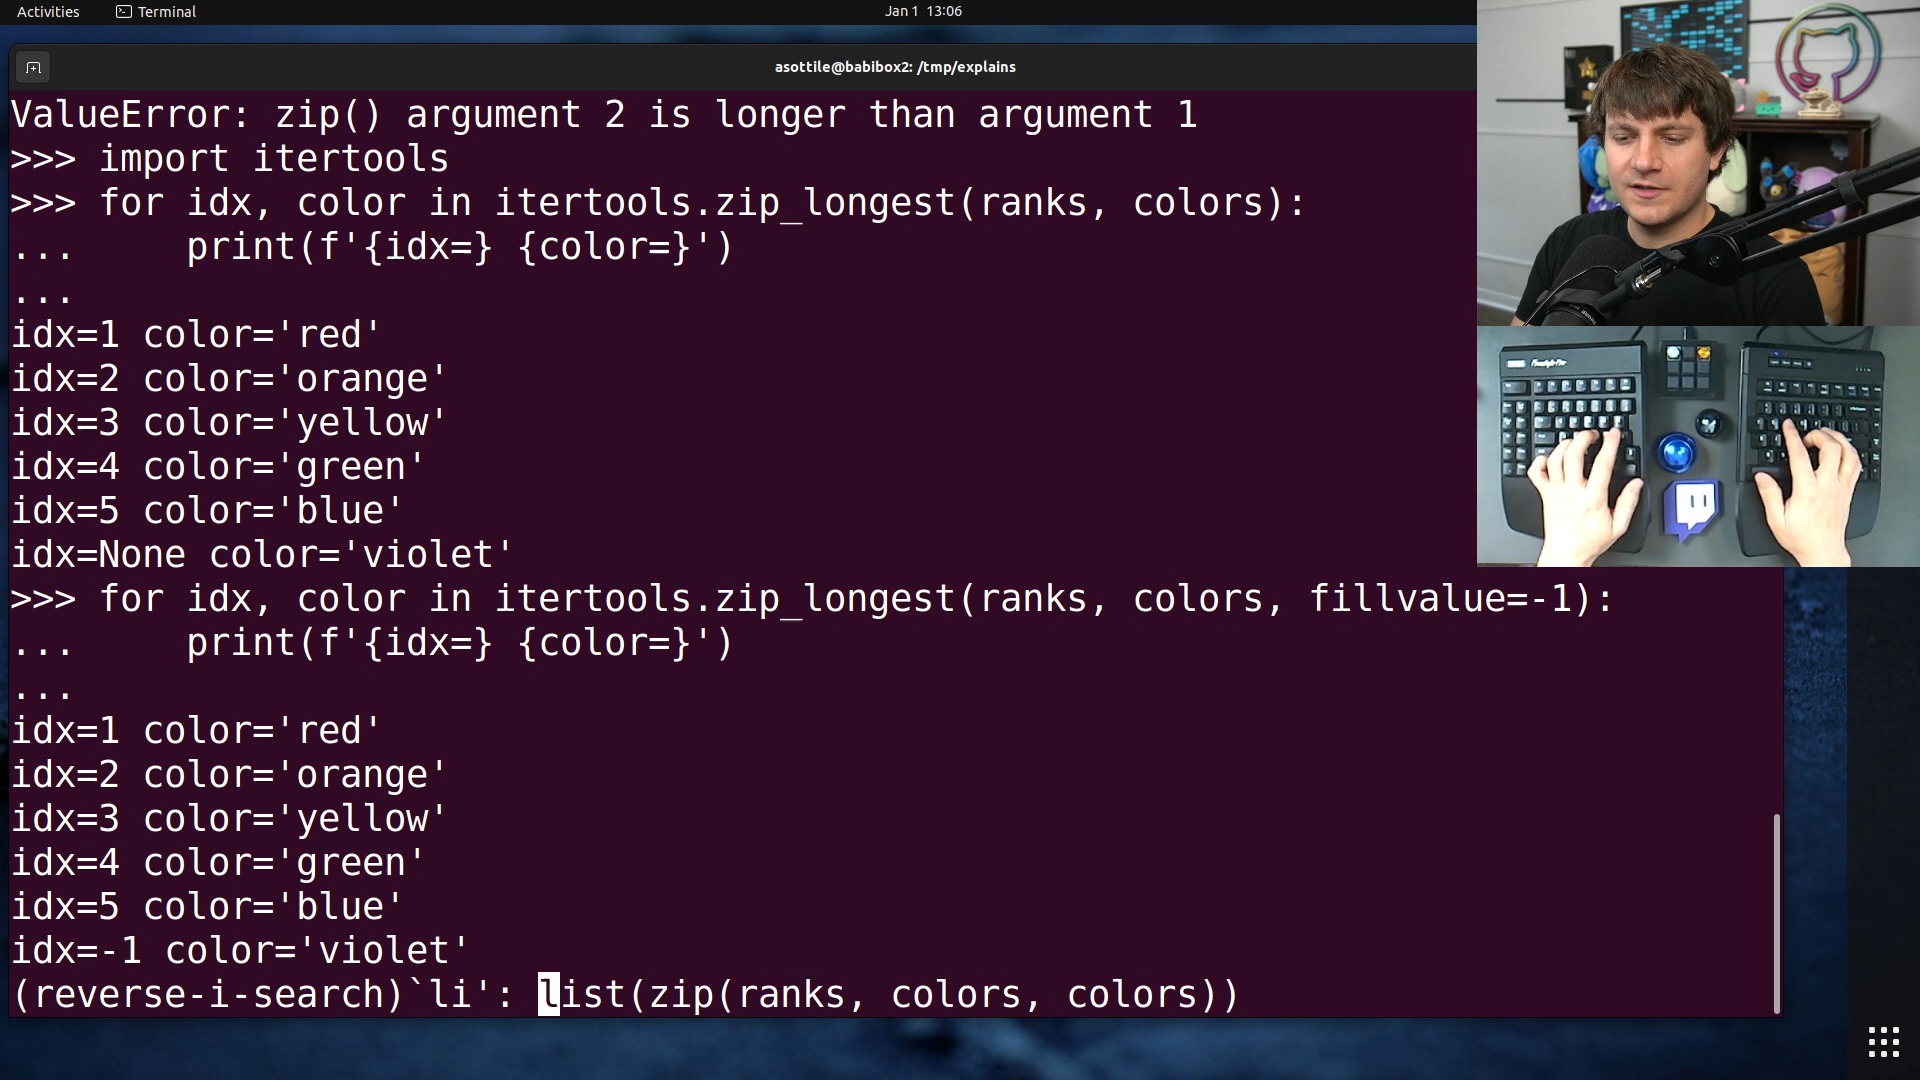 Activities
Terminal
Jan 1 13:06
asottile@babibox2: /tmp/explains
ValueError: zip() argument 2 is longer than argument 1
>>> import itertools
>>> for idx, color in itertools.zip_longest(ranks, colors):
...     print(f'{idx=} {color=}')
...
idx=1 color='red'
idx=2 color='orange'
idx=3 color='yellow'
idx=4 color='green'
idx=5 color='blue'
idx=None color='violet'
>>> for idx, color in itertools.zip_longest(ranks, colors, fillvalue=-1):
...     print(f'{idx=} {color=}')
...
idx=1 color='red'
idx=2 color='orange'
idx=3 color='yellow'
idx=4 color='green'
idx=5 color='blue'
idx=-1 color='violet'
(reverse-i-search)`li': list(zip(ranks, colors, colors))